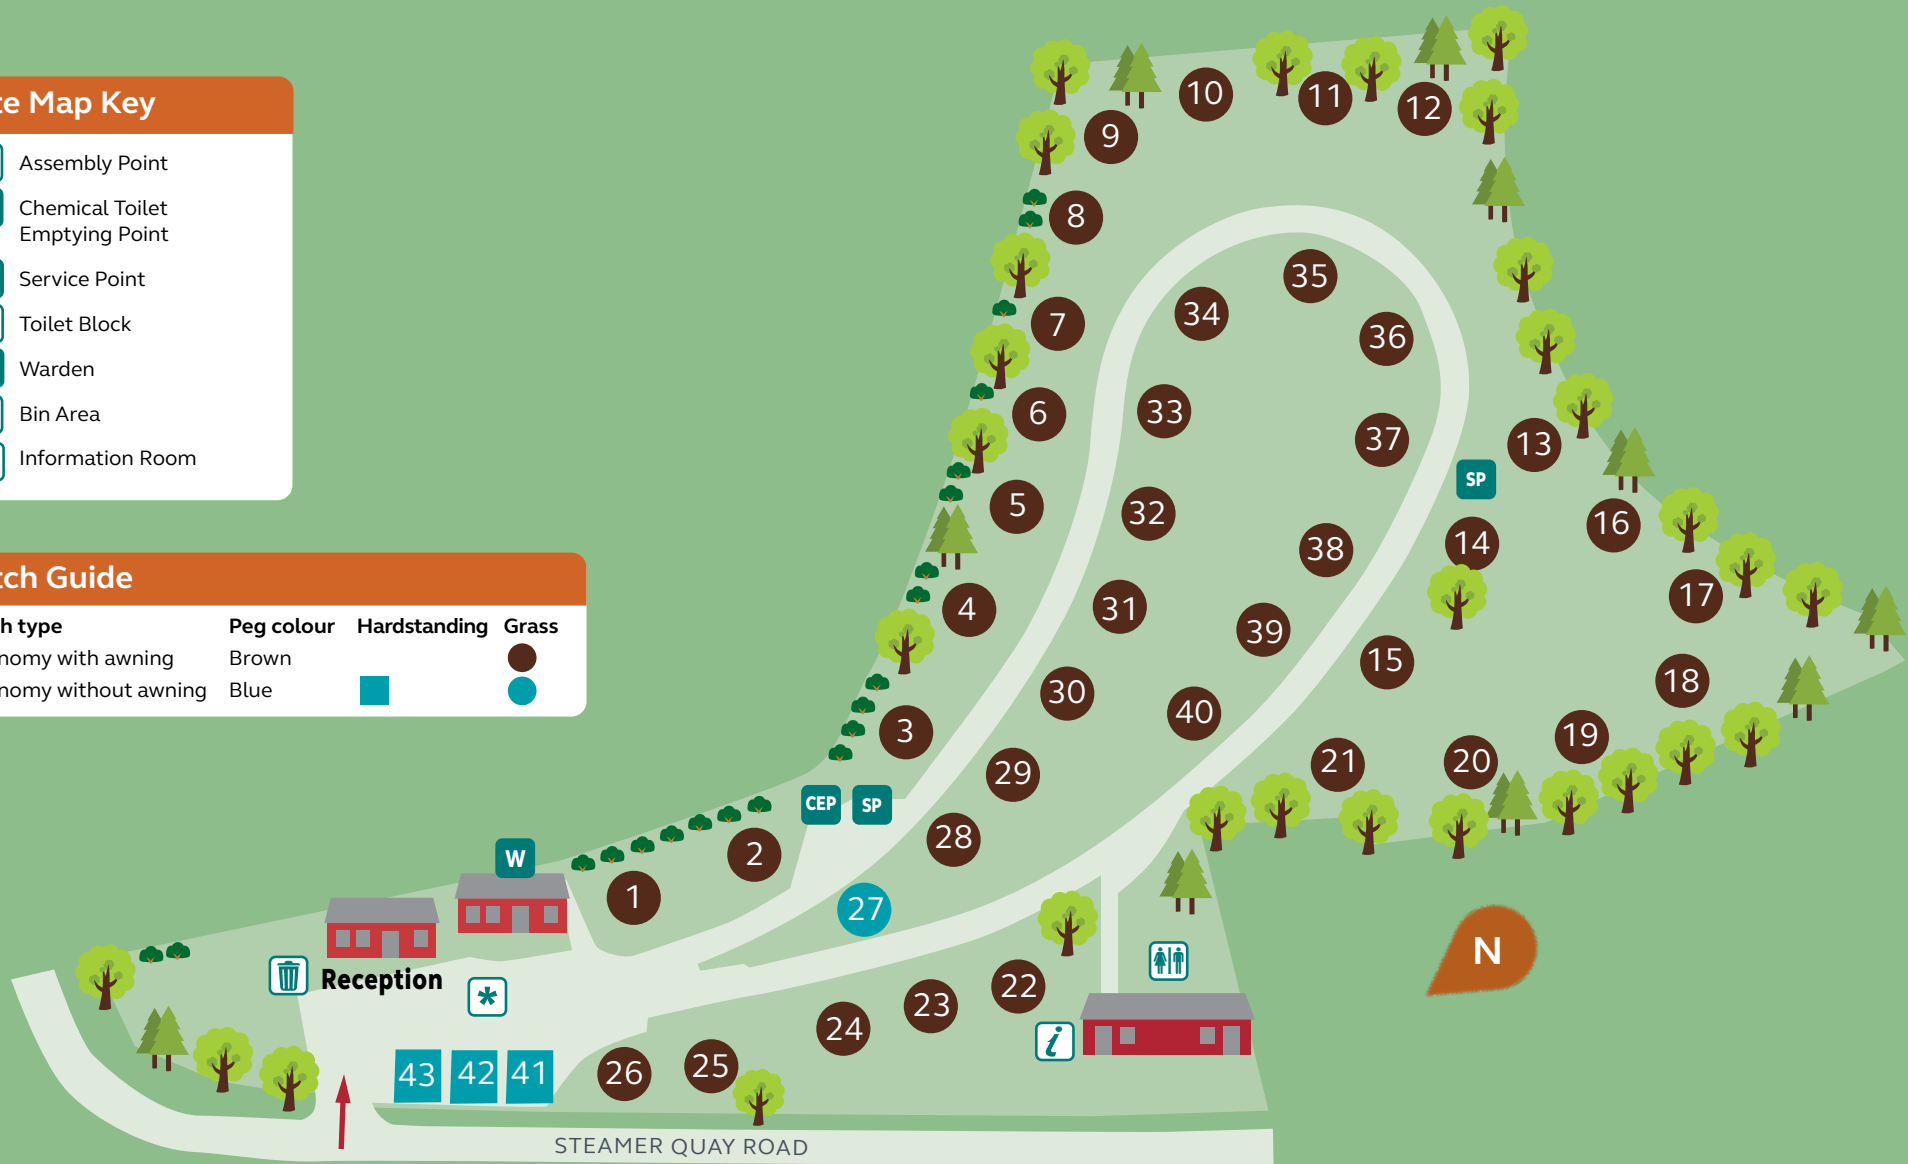 te Map Key
Assembly Point
Chemical Toilet
Emptying Point
Service Point
Toilet Block
Warden
Bin Area
Information Room
tch Guide
h type Peg colour Hardstanding Grass
nomy with awning Brown
nomy without awning Blue
10
11
12
9
8
35
34
36
7
33
6
37
13
SP
5
32
16
14
38
4
31
17
39
15
30
18
40
3
19
29
21
20
CEP SP
28
2
W
1
27
N
Reception
*
22
23
24
i
43 42 41
26
25
STEAMER QUAY ROAD